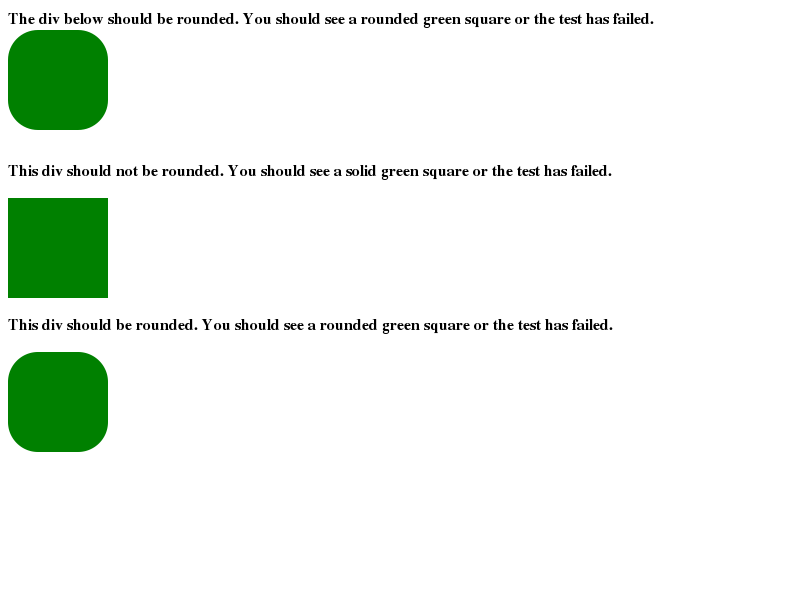 The div below should be rounded. You should see a rounded green square or the test has failed.
This div should not be rounded. You should see a solid green square or the test has failed.
This div should be rounded. You should see a rounded green square or the test has failed.